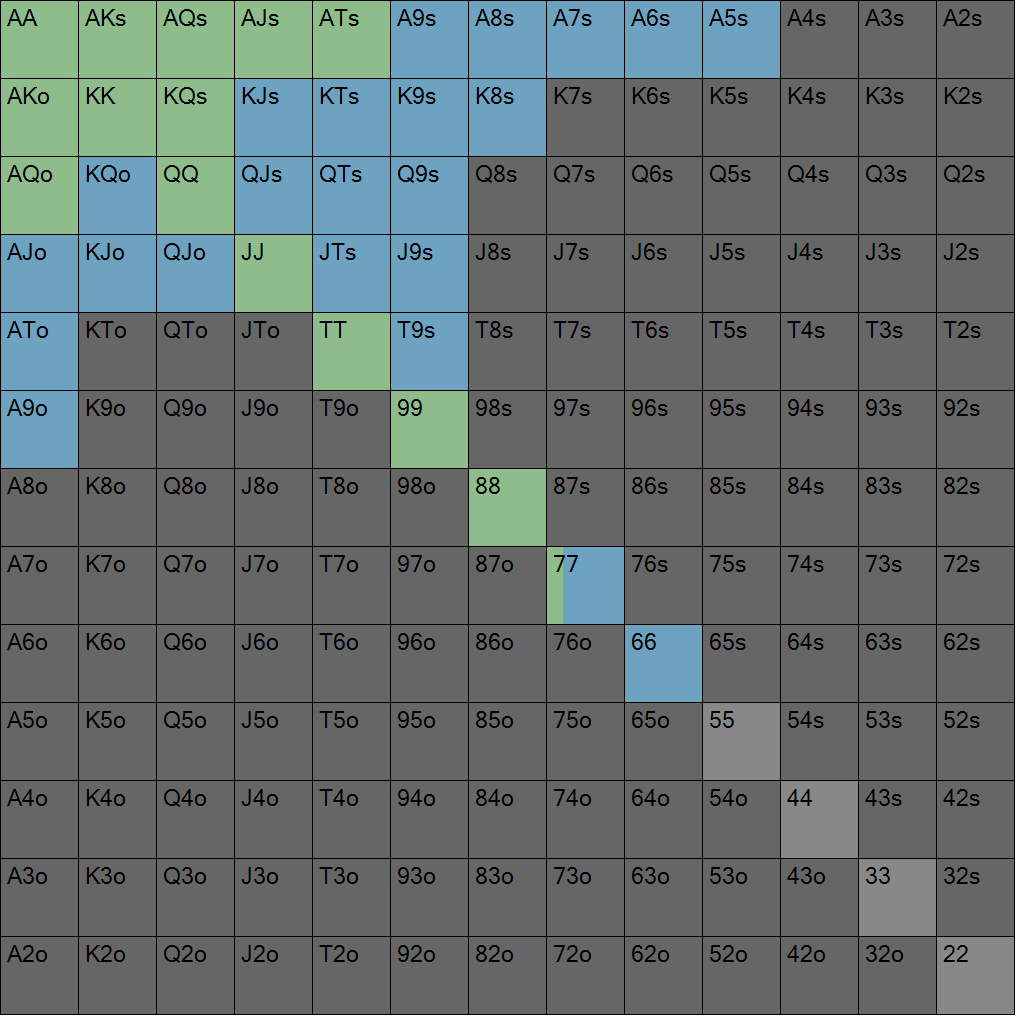 AA AKs AQs AJs ATs A9s A8s A7s A6s A5s A4s A3s A2s
AKo KK KQs KJs KTs K9s K8s K7s K6s K5s K4s K3s K2s
AQo KQo QQ QJs QTs Q9s Q8s Q7s Q6s Q5s Q4s Q3s Q2s
AJo KJo QJo JJ JTs J9s J8s J7s J6s J5s J4s J3s J2s
ATo KTo QTo JTo TT T9s T8s T7s T6s T5s T4s T3s T2s
A9o K9o Q9o J9o T9o 99 98s 97s 96s 95s 94s 93s 92s
A8o K8o Q8o J8o T8o 98o 88 87s 86s 85s 84s 83s 82s
A7o K7o Q7o J7o T7o 97o 87o 77 76s 75s 74s 73s 72s
A6o K6o Q6o J6o T6o 96o 86o 76o 66 65s 64s 63s 62s
A5o K5o Q5o J5o T5o 95o 85o 75o 65o 55 54s 53s 52s
A4o K4o Q4o J4o T4o 94o 84o 74o 64o 54o 44 43s 42s
A3o K3o Q3o J3o T3o 93o 83o 73o 63o 53o 43o 33 32s
A2o K2o Q2o J2o T2o 92o 82o 72o 62o 52o 42o 32o 22